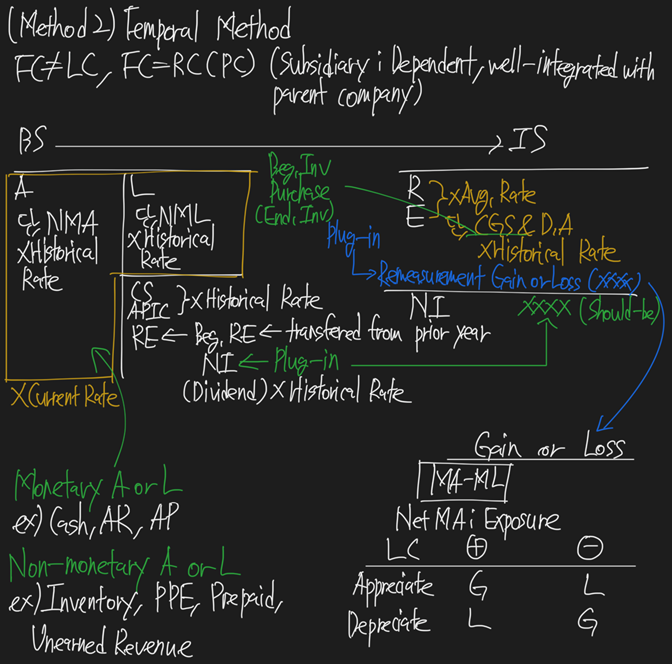 (Method 2) Temporal Method
FC≠LC, FC=RC(PC) (Subsidiary i Dependent, well-integrated with
parent company)
BS → IS
A
cf, NMA
X Historical
Rate
X Current Rate
L
cf, NML
X Historical
Rate
CS
APIC } X Historical Rate
RE ← Beg, RE ← transfered from prior year
NI ← Plug-in
(Dividend) X Historical Rate
Beg, Inv
Purchase
(End, Inv)
R
E } X Avg, Rate
cf, CGS & D,A
X Historical Rate
Plug-in
Remeasurement Gain or Loss (XXX)
NI XXXX (Should-be)
Monetary A or L
ex) Cash, AR, AP
Non-monetary A or L
ex) Inventory, PPE, Prepaid,
Unearned Revenue
Gain or Loss
MA-ML
Net MA i Exposure
LC ⊕ ⊖
Appreciate G L
Depreciate L G